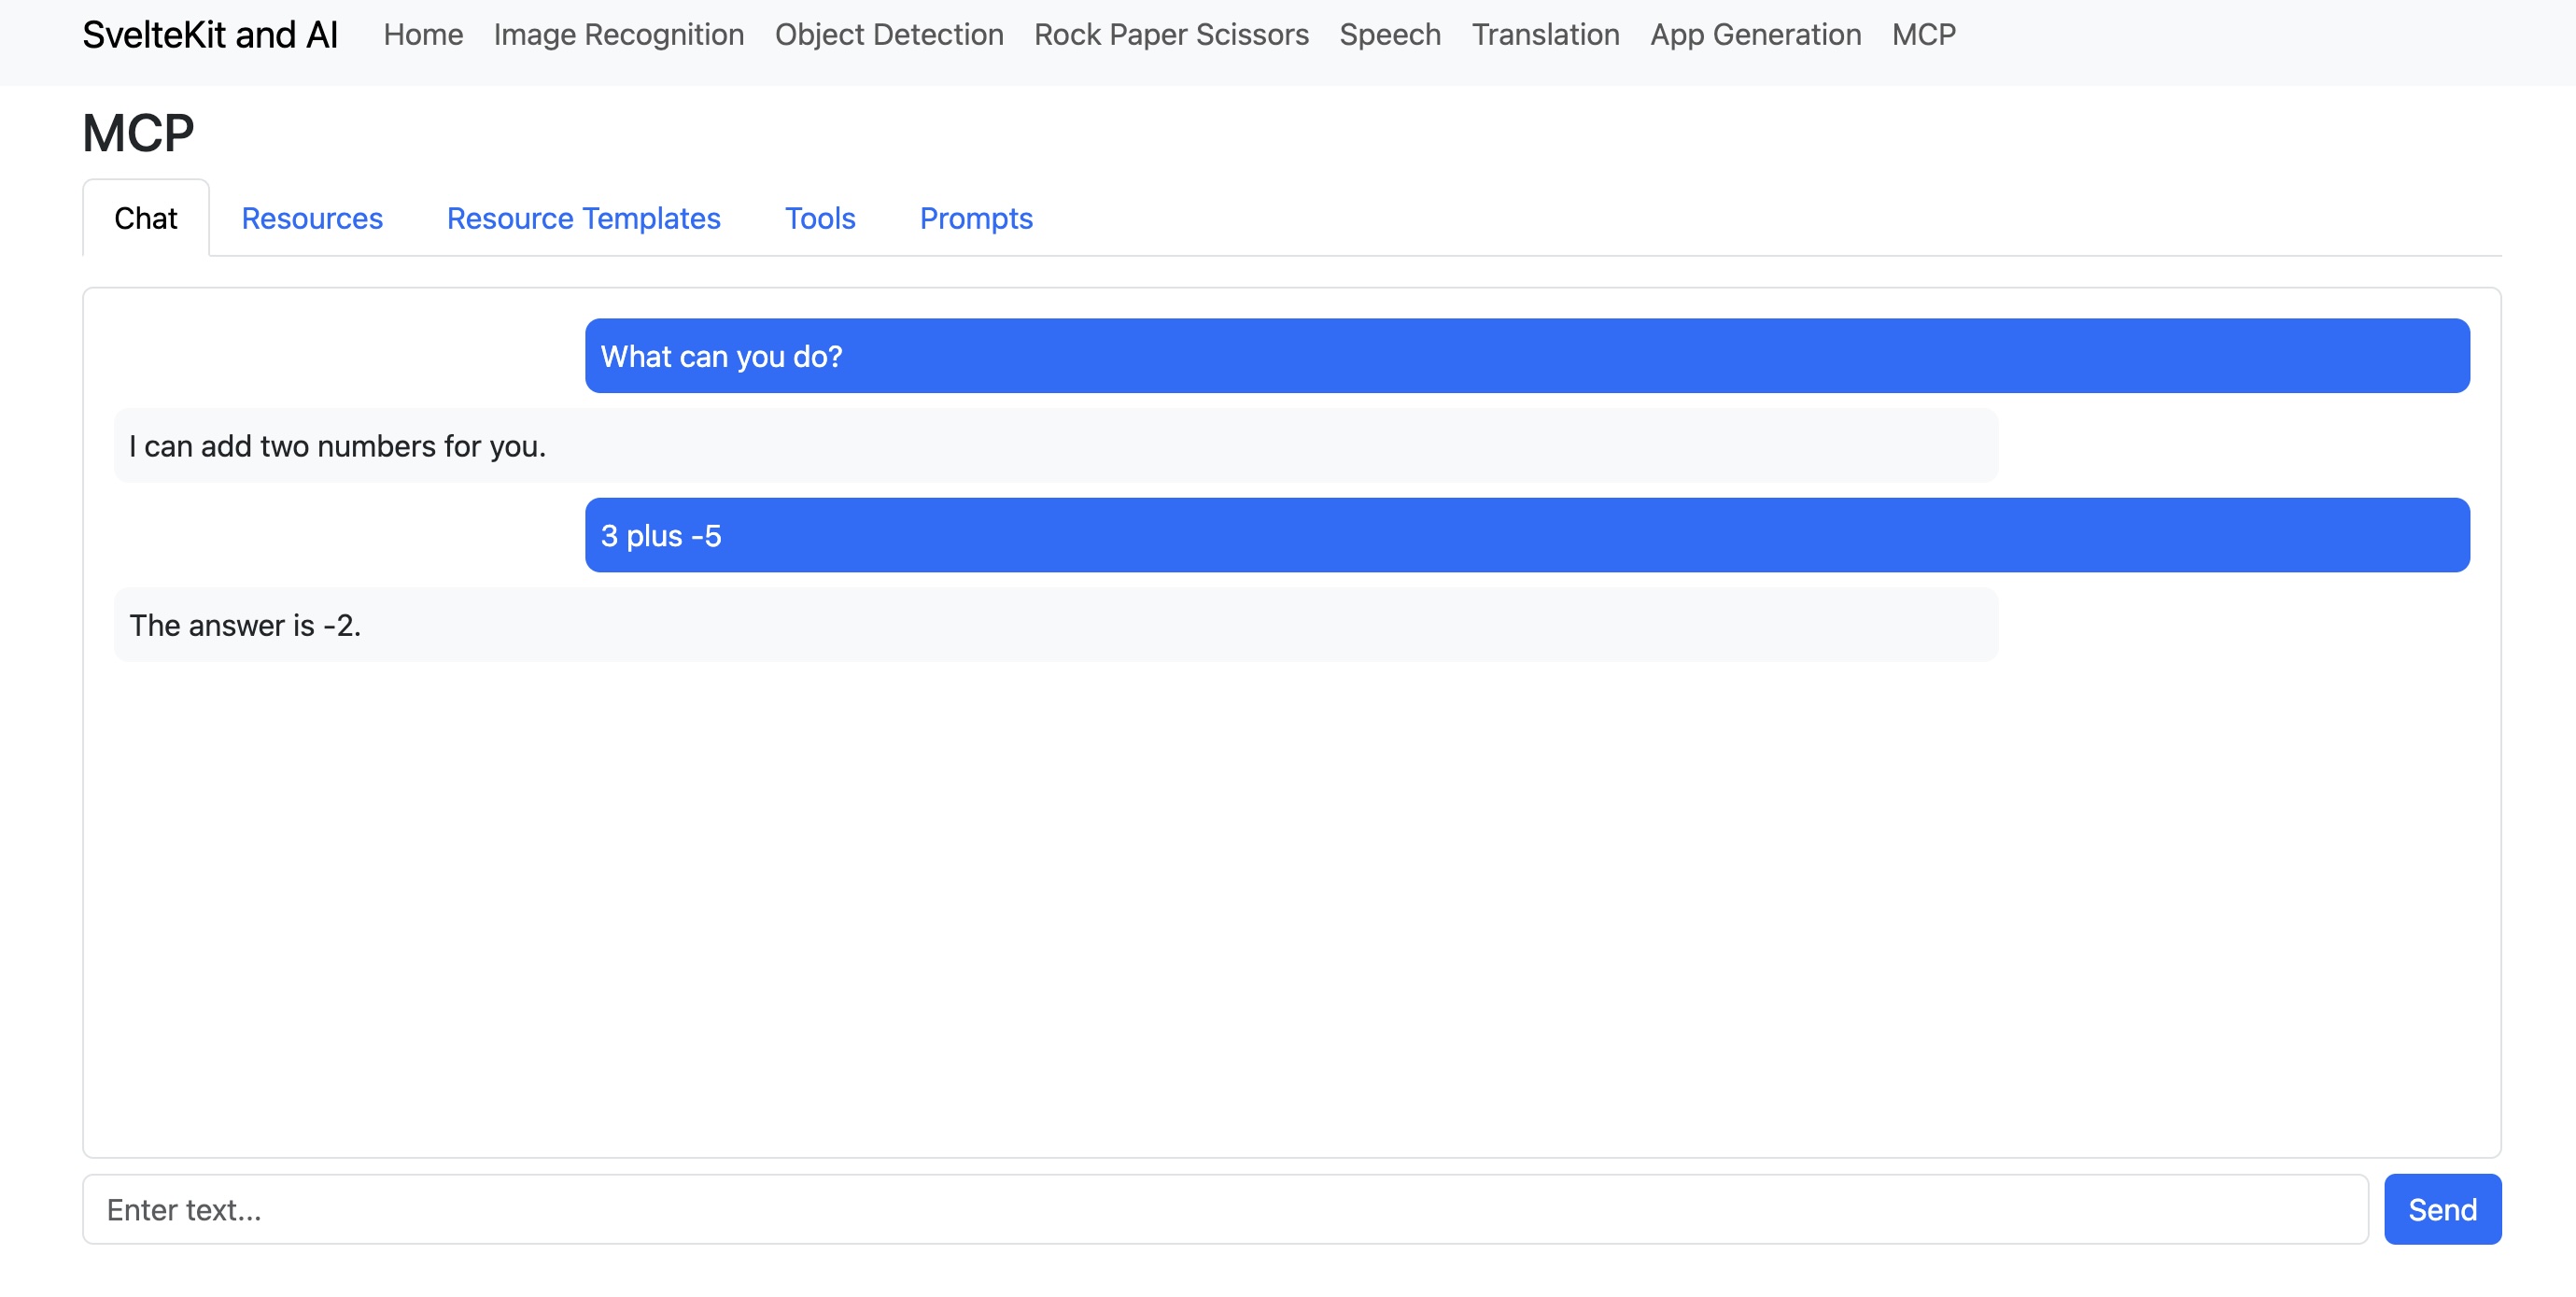 SvelteKit and AI Home Image Recognition Object Detection Rock Paper Scissors Speech Translation App Generation MCP
MCP
Chat Resources Resource Templates Tools Prompts
What can you do?
I can add two numbers for you.
3 plus -5
The answer is -2.
Enter text... Send